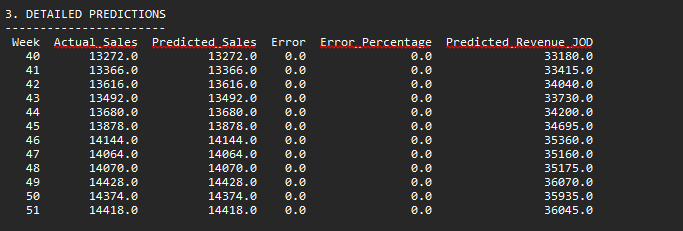 3. DETAILED PREDICTIONS
-----------------------
Week Actual_Sales Predicted_Sales Error Error_Percentage Predicted_Revenue_JOD
40 13272.0 13272.0 0.0 0.0 33180.0
41 13366.0 13366.0 0.0 0.0 33415.0
42 13616.0 13616.0 0.0 0.0 34040.0
43 13492.0 13492.0 0.0 0.0 33730.0
44 13680.0 13680.0 0.0 0.0 34200.0
45 13878.0 13878.0 0.0 0.0 34695.0
46 14144.0 14144.0 0.0 0.0 35360.0
47 14064.0 14064.0 0.0 0.0 35160.0
48 14070.0 14070.0 0.0 0.0 35175.0
49 14428.0 14428.0 0.0 0.0 36070.0
50 14374.0 14374.0 0.0 0.0 35935.0
51 14418.0 14418.0 0.0 0.0 36045.0